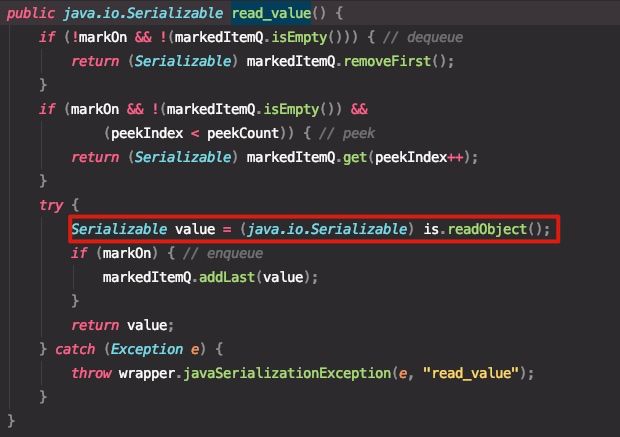 public java.io.Serializable read_value() {
    if (!markOn && !(markedItemQ.isEmpty())) { // dequeue
        return (Serializable) markedItemQ.removeFirst();
    }
    if (markOn && !(markedItemQ.isEmpty()) &&
            (peekIndex < peekCount)) { // peek
        return (Serializable) markedItemQ.get(peekIndex++);
    }
    try {
        Serializable value = (java.io.Serializable) is.readObject();
        if (markOn) { // enqueue
            markedItemQ.addLast(value);
        }
        return value;
    } catch (Exception e) {
        throw wrapper.javaSerializationException(e, "read_value");
    }
}